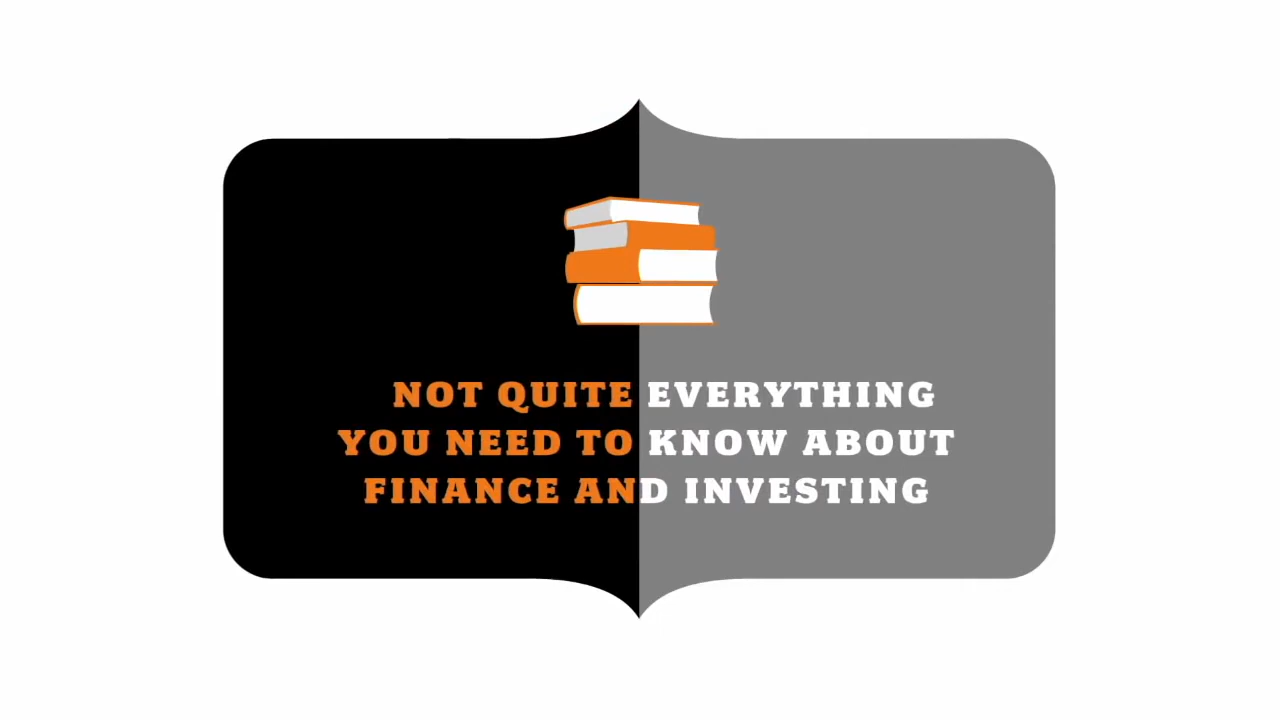 NOT QUITE EVERYTHING
YOU NEED TO KNOW ABOUT
FINANCE AND INVESTING